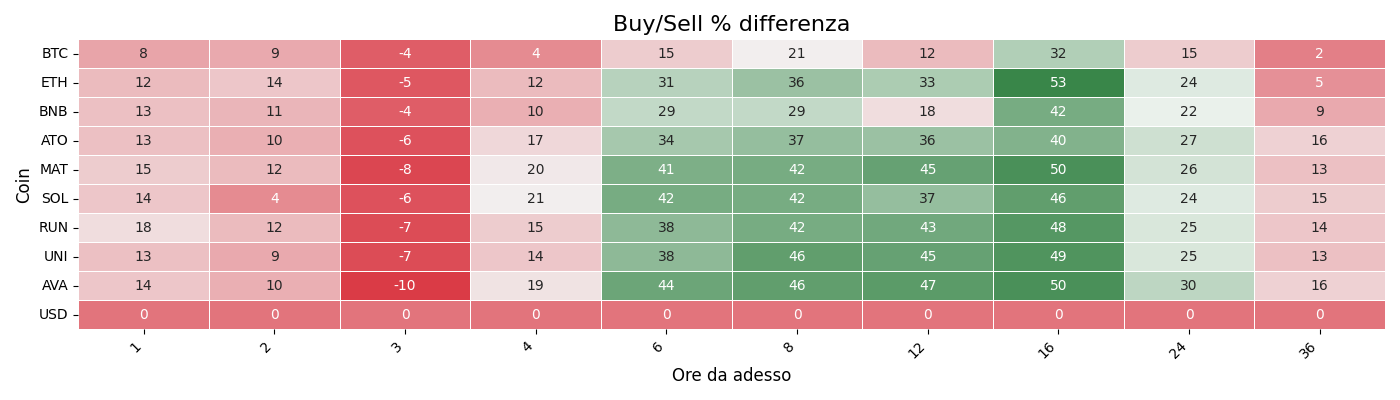 Buy/Sell % differenza
Coin
BTC 8 9 -4 4 15 21 12 32 15 2
ETH 12 14 -5 12 31 36 33 53 24 5
BNB 13 11 -4 10 29 29 18 42 22 9
ATO 13 10 -6 17 34 37 36 40 27 16
MAT 15 12 -8 20 41 42 45 50 26 13
SOL 14 4 -6 21 42 42 37 46 24 15
RUN 18 12 -7 15 38 42 43 48 25 14
UNI 13 9 -7 14 38 46 45 49 25 13
AVA 14 10 -10 19 44 46 47 50 30 16
USD 0 0 0 0 0 0 0 0 0 0
1 2 3 4 6 8 12 16 24 36
Ore da adesso